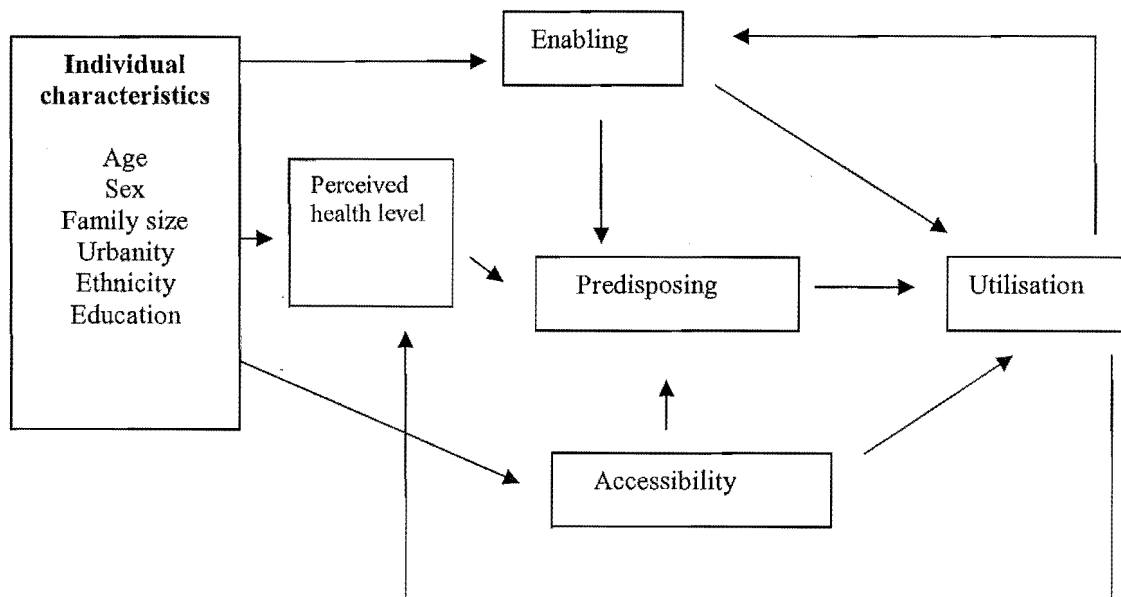 Individual
characteristics
Age
Sex
Family size
Urbanity
Ethnicity
Education
Enabling
Perceived
health level
Predisposing
Utilisation
Accessibility